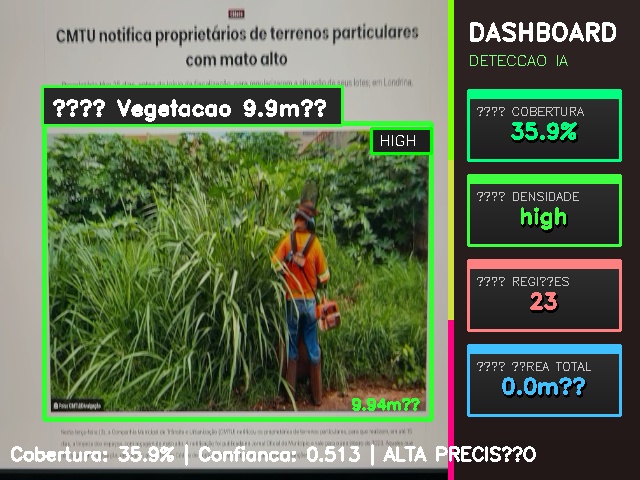 CMTU notifica proprietários de terrenos particulares
com mato alto
???? Vegetacao 9.9m??
HIGH
9.94m??
Cobertura: 35.9% | Confianca: 0.513 | ALTA PRECIS??O
DASHBOARD
DETECCAO IA
???? COBERTURA
35.9%
???? DENSIDADE
high
???? REGI??ES
23
???? ??REA TOTAL
0.0m??